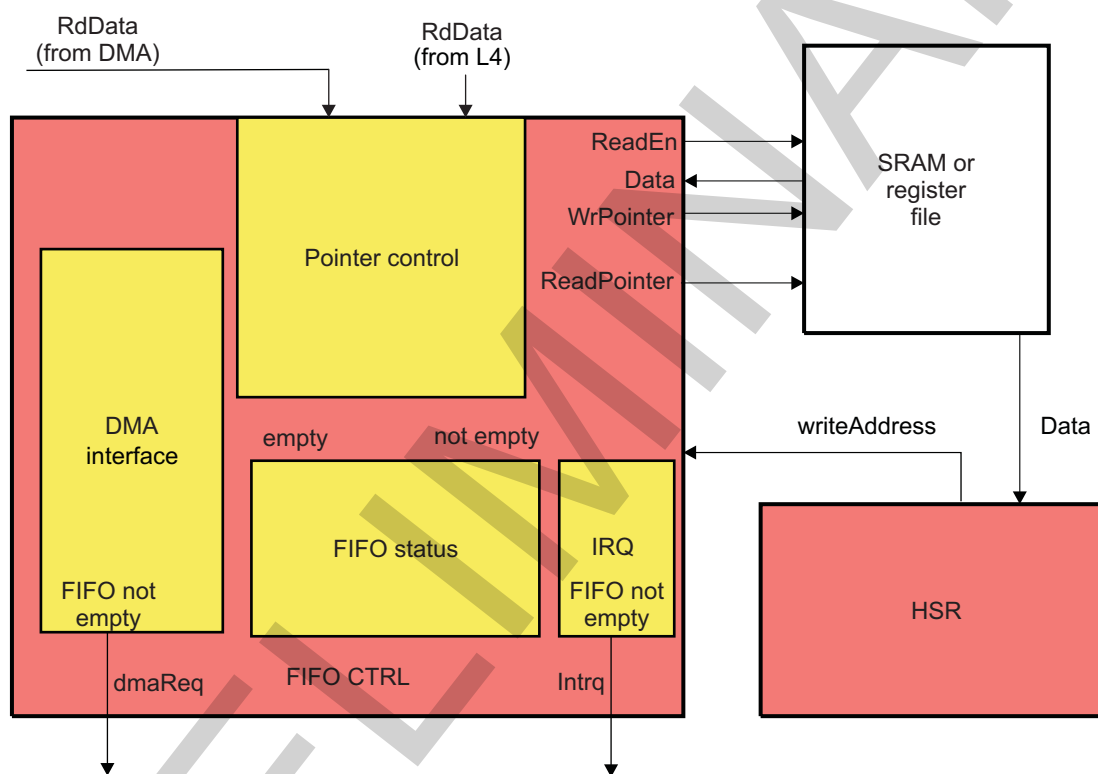 RdData
(from DMA)
RdData
(from L4)
ReadEn
Data
WrPointer
ReadPointer
SRAM or
register
file
Pointer control
DMA
interface
FIFO not
empty
empty
not empty
FIFO status
IRQ
FIFO not
empty
writeAddress
Data
HSR
dmaReq
FIFO CTRL
Intrq